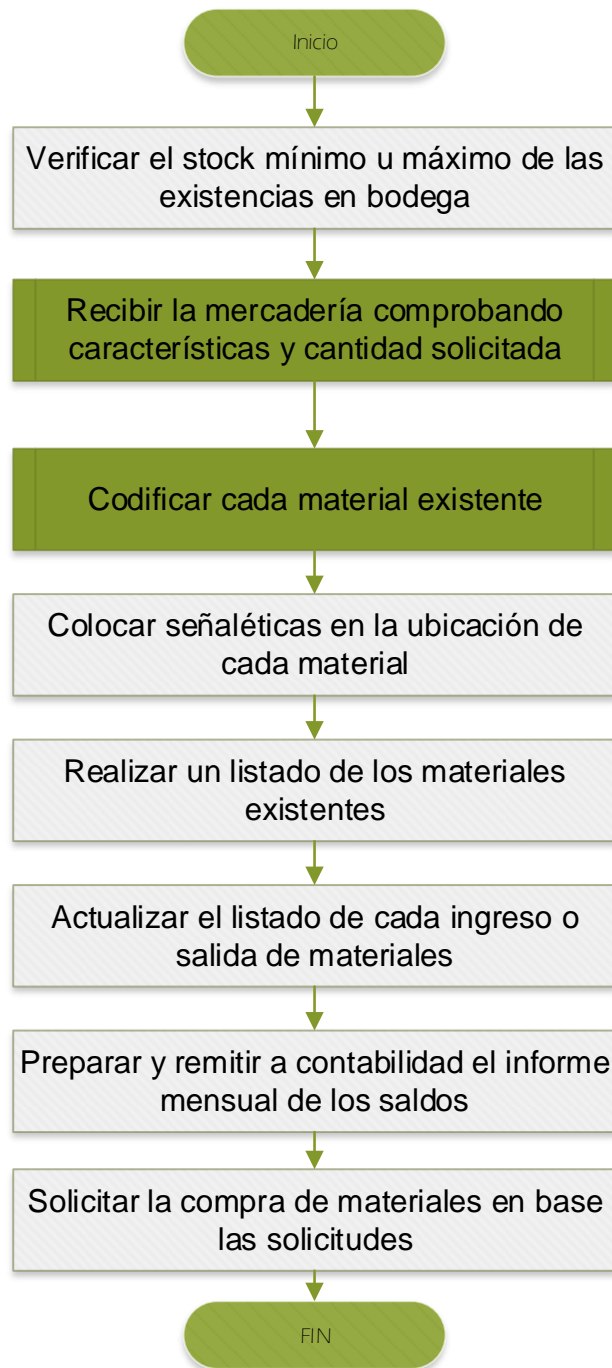 Inicio
Verificar el stock mínimo u máximo de las
existencias en bodega
Recibir la mercadería comprobando
características y cantidad solicitada
Codificar cada material existente
Colocar señaléticas en la ubicación de
cada material
Realizar un listado de los materiales
existentes
Actualizar el listado de cada ingreso o
salida de materiales
Preparar y remitir a contabilidad el informe
mensual de los saldos
Solicitar la compra de materiales en base
las solicitudes
FIN